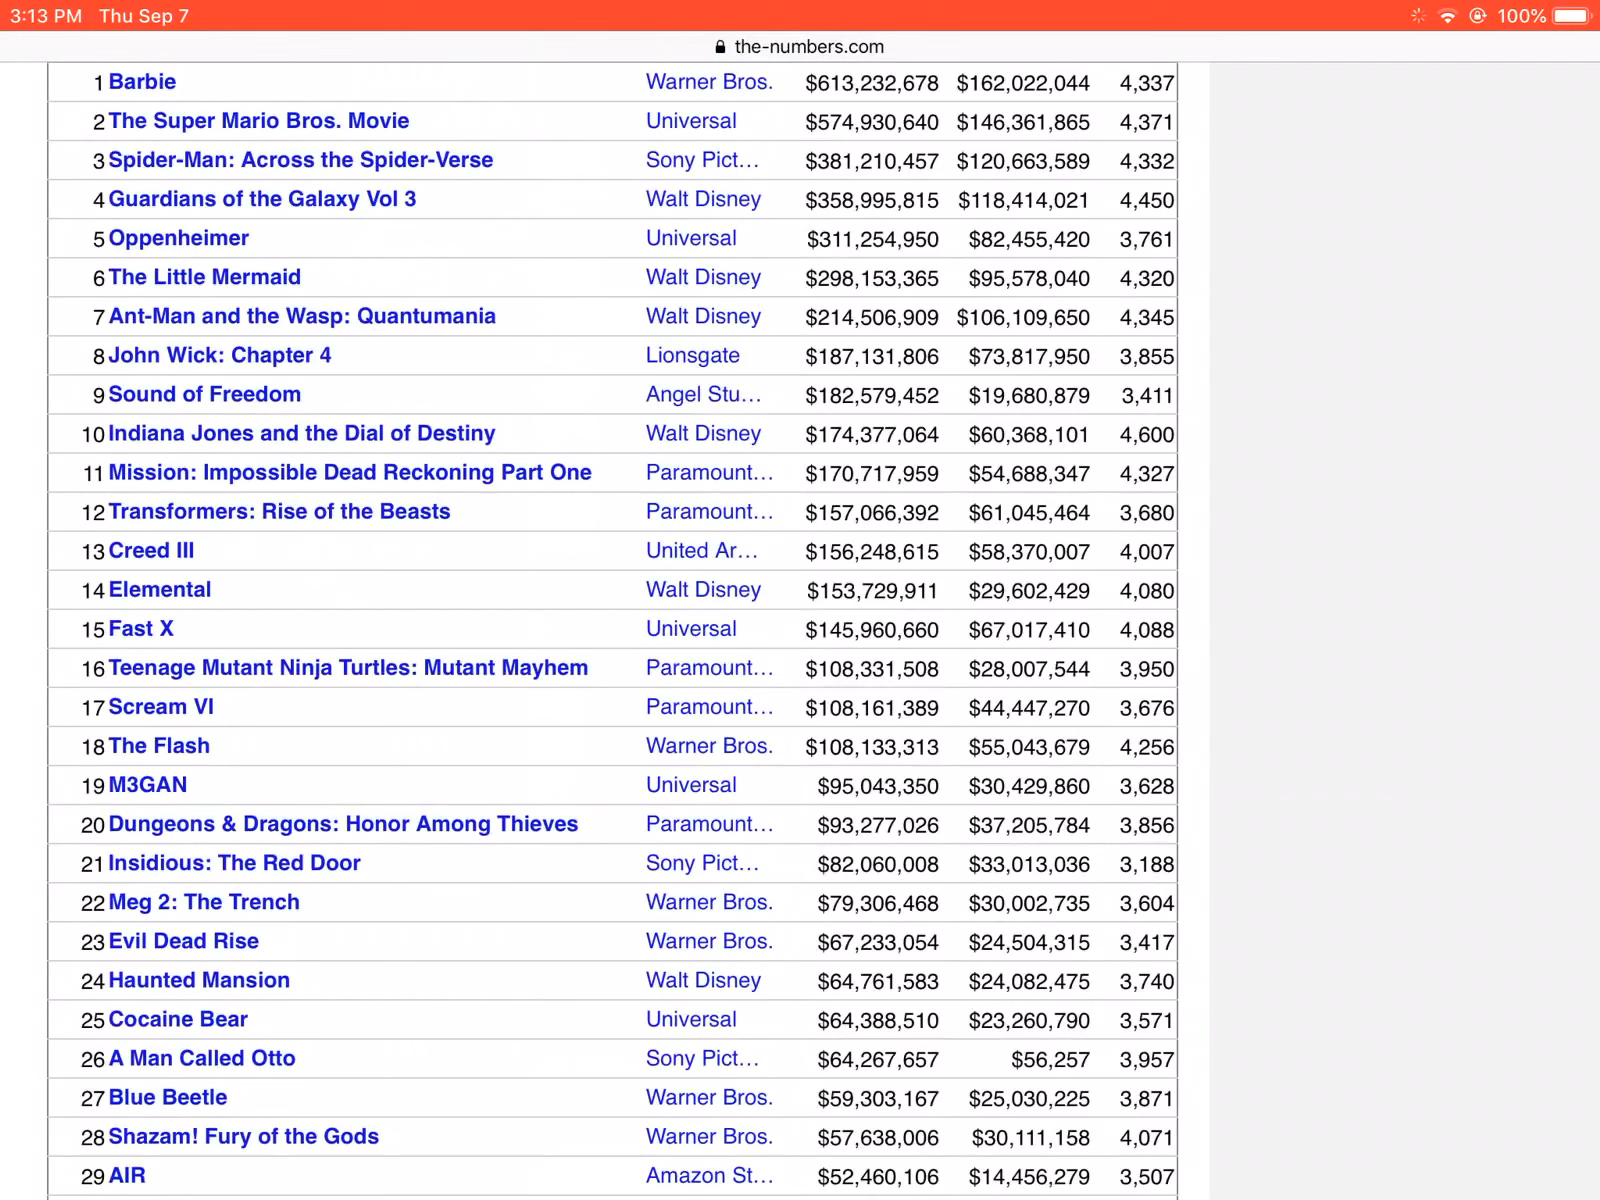 3:13 PM Thu Sep 7 100%
the-numbers.com
1 Barbie Warner Bros. $613,232,678 $162,022,044 4,337
2 The Super Mario Bros. Movie Universal $574,930,640 $146,361,865 4,371
3 Spider-Man: Across the Spider-Verse Sony Pict... $381,210,457 $120,663,589 4,332
4 Guardians of the Galaxy Vol 3 Walt Disney $358,995,815 $118,414,021 4,450
5 Oppenheimer Universal $311,254,950 $82,455,420 3,761
6 The Little Mermaid Walt Disney $298,153,365 $95,578,040 4,320
7 Ant-Man and the Wasp: Quantumania Walt Disney $214,506,909 $106,109,650 4,345
8 John Wick: Chapter 4 Lionsgate $187,131,806 $73,817,950 3,855
9 Sound of Freedom Angel Stu... $182,579,452 $19,680,879 3,411
10 Indiana Jones and the Dial of Destiny Walt Disney $174,377,064 $60,368,101 4,600
11 Mission: Impossible Dead Reckoning Part One Paramount... $170,717,959 $54,688,347 4,327
12 Transformers: Rise of the Beasts Paramount... $157,066,392 $61,045,464 3,680
13 Creed III United Ar... $156,248,615 $58,370,007 4,007
14 Elemental Walt Disney $153,729,911 $29,602,429 4,080
15 Fast X Universal $145,960,660 $67,017,410 4,088
16 Teenage Mutant Ninja Turtles: Mutant Mayhem Paramount... $108,331,508 $28,007,544 3,950
17 Scream VI Paramount... $108,161,389 $44,447,270 3,676
18 The Flash Warner Bros. $108,133,313 $55,043,679 4,256
19 M3GAN Universal $95,043,350 $30,429,860 3,628
20 Dungeons & Dragons: Honor Among Thieves Paramount... $93,277,026 $37,205,784 3,856
21 Insidious: The Red Door Sony Pict... $82,060,008 $33,013,036 3,188
22 Meg 2: The Trench Warner Bros. $79,306,468 $30,002,735 3,604
23 Evil Dead Rise Warner Bros. $67,233,054 $24,504,315 3,417
24 Haunted Mansion Walt Disney $64,761,583 $24,082,475 3,740
25 Cocaine Bear Universal $64,388,510 $23,260,790 3,571
26 A Man Called Otto Sony Pict... $64,267,657 $56,257 3,957
27 Blue Beetle Warner Bros. $59,303,167 $25,030,225 3,871
28 Shazam! Fury of the Gods Warner Bros. $57,638,006 $30,111,158 4,071
29 AIR Amazon St... $52,460,106 $14,456,279 3,507